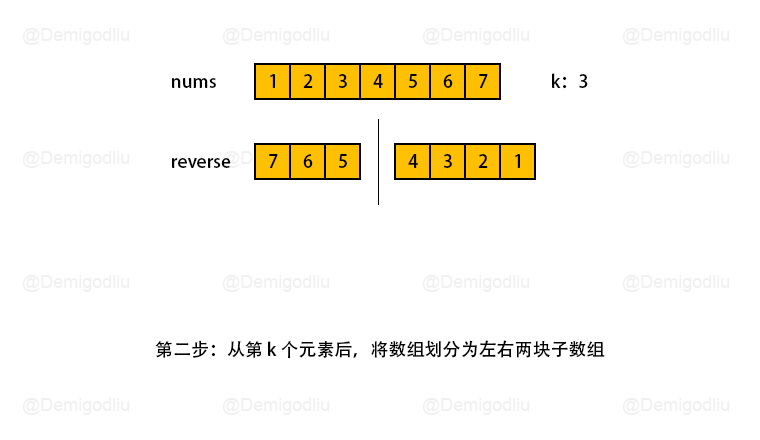 @Demigodliu @Demigodliu @Demigodliu @Demigodliu
nums 1 2 3 4 5 6 7 k: 3
@Demigodliu @Demigodliu
reverse 7 6 5 4 3 2 1
@Demigodliu @Demigodliu @Demigodliu @Demigodliu
第二步：从第 k 个元素后，将数组划分为左右两块子数组
@Demigodliu @Demigodliu @Demigodliu @Demigodliu